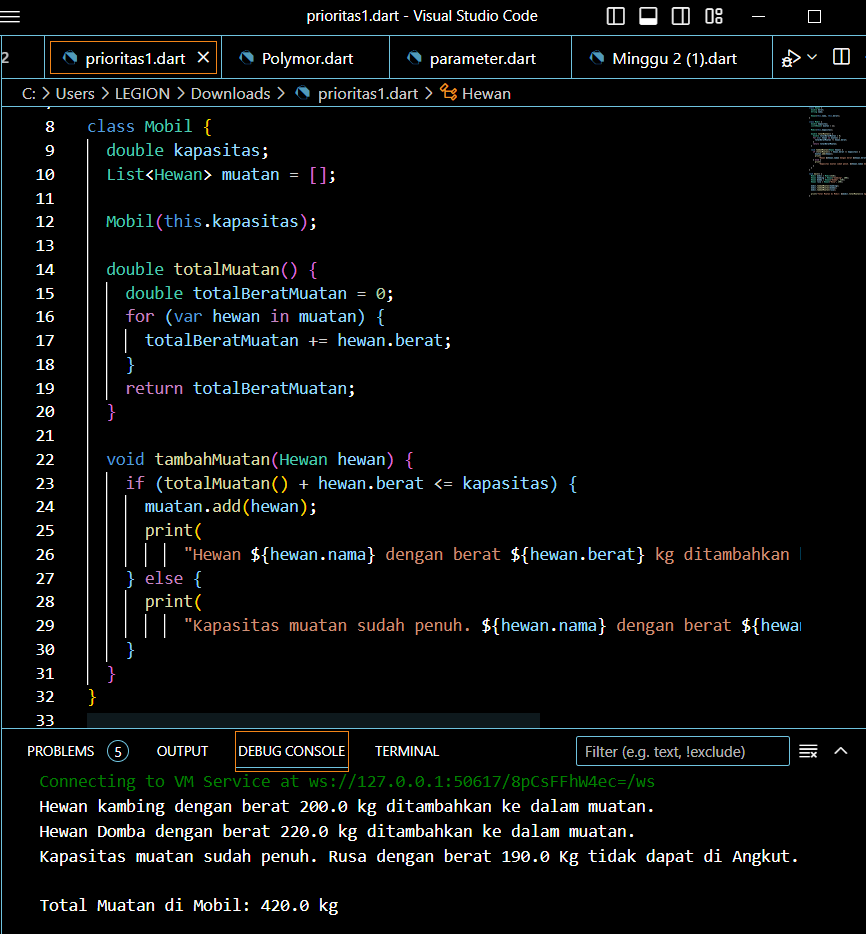 prioritas1.dart - Visual Studio Code
2 prioritas1.dart Polymor.dart parameter.dart Minggu 2 (1).dart
C: > Users > LEGION > Downloads > prioritas1.dart > Hewan
8 class Mobil {
9 double kapasitas;
10 List<Hewan> muatan = [];
11
12 Mobil(this.kapasitas);
13
14 double totalMuatan() {
15 double totalBeratMuatan = 0;
16 for (var hewan in muatan) {
17 totalBeratMuatan += hewan.berat;
18 }
19 return totalBeratMuatan;
20 }
21
22 void tambahMuatan(Hewan hewan) {
23 if (totalMuatan() + hewan.berat <= kapasitas) {
24 muatan.add(hewan);
25 print(
26 "Hewan ${hewan.nama} dengan berat ${hewan.berat} kg ditambahkan
27 } else {
28 print(
29 "Kapasitas muatan sudah penuh. ${hewan.nama} dengan berat ${hewan
30 }
31 }
32 }
33
PROBLEMS 5 OUTPUT DEBUG CONSOLE TERMINAL Filter (e.g. text, !exclude)
Connecting to VM Service at ws://127.0.0.1:50617/8pCsFFhW4ec=/ws
Hewan kambing dengan berat 200.0 kg ditambahkan ke dalam muatan.
Hewan Domba dengan berat 220.0 kg ditambahkan ke dalam muatan.
Kapasitas muatan sudah penuh. Rusa dengan berat 190.0 Kg tidak dapat di Angkut.
Total Muatan di Mobil: 420.0 kg